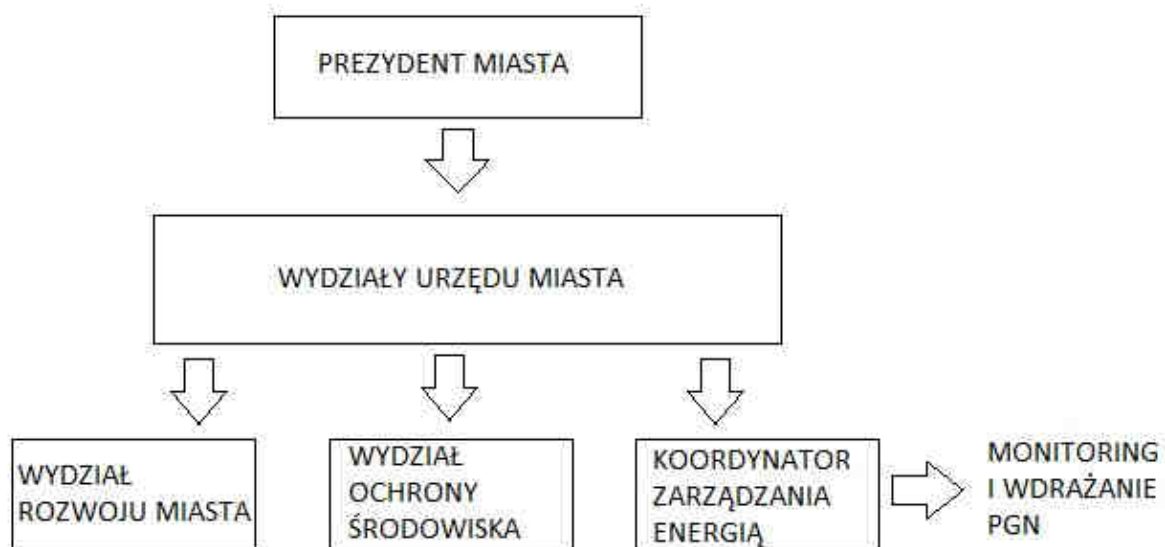 PREZYDENT MIASTA
WYDZIAŁY URZĘDU MIASTA
WYDZIAŁ
ROZWOJU MIASTA
WYDZIAŁ
OCHRONY
ŚRODOWISKA
KOORDYNATOR
ZARZĄDZANIA
ENERGIĄ
MONITORING
I WDRAŻANIE
PGN